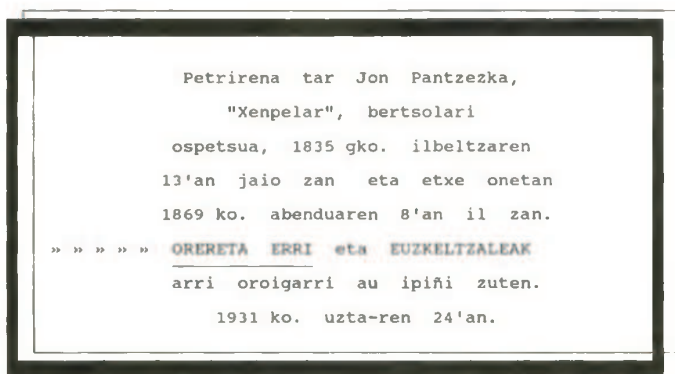 Petrirena tar Jon Pantzezka,
"Xenpelar", bertsolari
ospetsua, 1835 gko. ilbeltzaren
13'an jaio zan eta etxe onetan
1869 ko. abenduaren 8'an il zan.
» » » » » ORERETA ERRI eta EUZKELTZALEAK
arri oroigarri au ipiñi zuten.
1931 ko. uzta-ren 24'an.